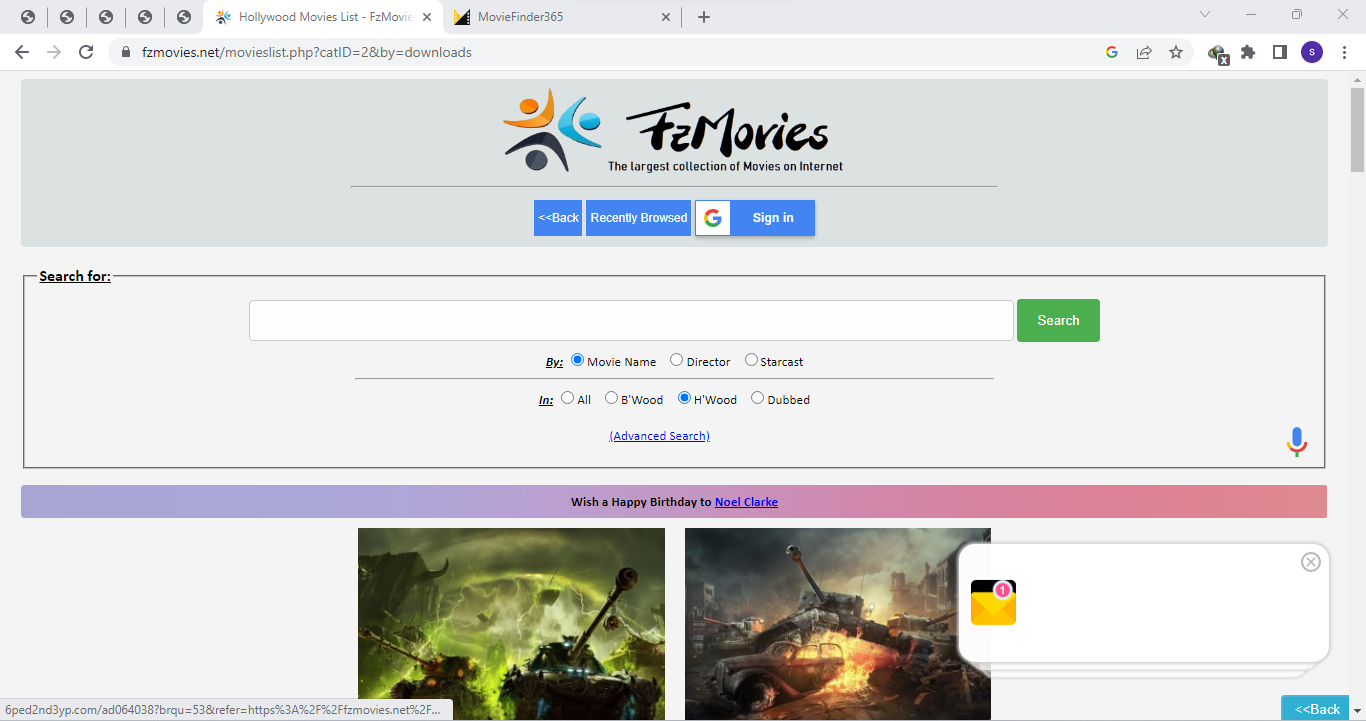 Hollywood Movies List - FzMovie
MovieFinder365
fzmovies.net/movieslist.php?catID=2&by=downloads
X
S
FzMovies
The largest collection of Movies on Internet
<<Back
Recently Browsed
G
Sign in
Search for:
Search
By: Movie Name Director Starcast
In: All B'Wood H'Wood Dubbed
(Advanced Search)
Wish a Happy Birthday to Noel Clarke
1
6ped2nd3yp.com/ad064038?brqu=53&refer=https%3A%2F%2Ffzmovies.net%2F...
<<Back